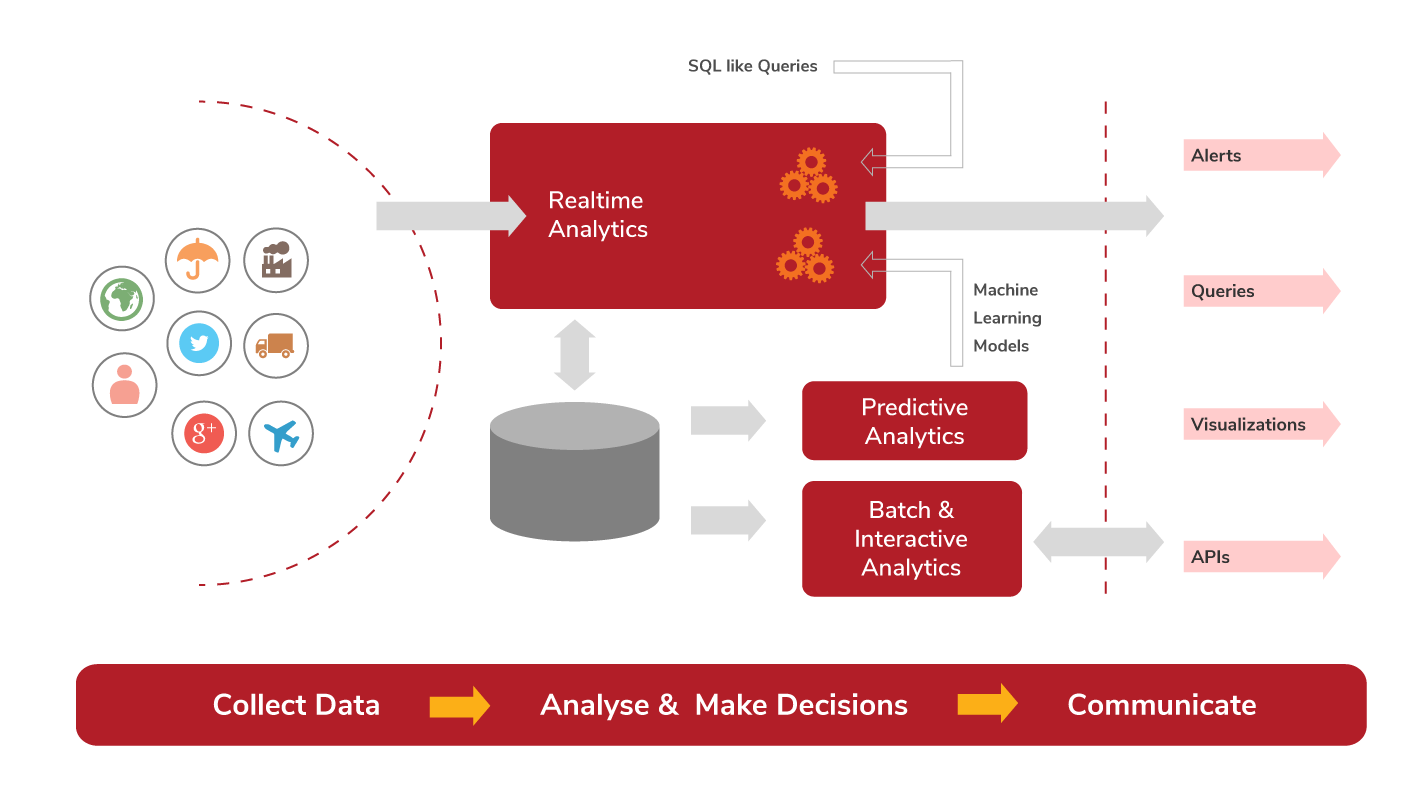 SQL like Queries
Realtime
Analytics
Alerts
Machine
Learning
Models
Queries
g+
Predictive
Analytics
Visualizations
Batch &
Interactive
Analytics
APIs
Collect Data
Analyse & Make Decisions
Communicate